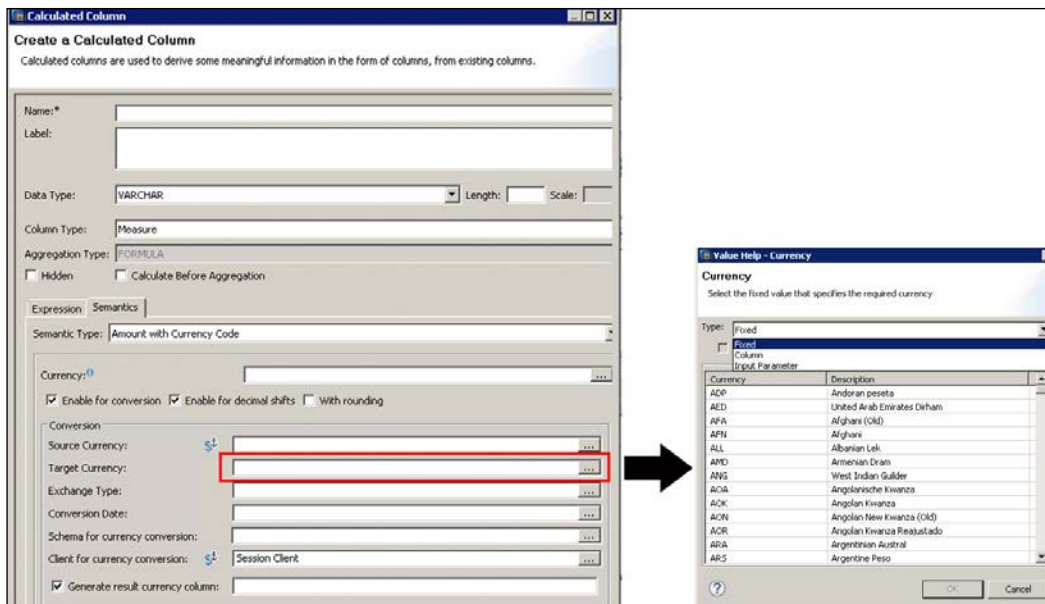 Calculated Column
Create a Calculated Column
Calculated columns are used to derive some meaningful information in the form of columns, from existing columns.
Name:*
Label:
Data Type: VARCHAR Length: Scale:
Column Type: Measure
Aggregation Type: FORMULA
Hidden Calculate Before Aggregation
Expression Semantics
Semantic Type: Amount with Currency Code
Currency: ...
Enable for conversion Enable for decimal shifts With rounding
Conversion
Source Currency: ...
Target Currency: ...
Exchange Type: ...
Conversion Date: ...
Schema for currency conversion: ...
Client for currency conversion: Session Client ...
Generate result currency column:
Value Help - Currency
Currency
Select the fixed value that specifies the required currency
Type: Fixed
Fixed
Column
Input Parameter
Currency Description
ADP Andoran peseta
AED United Arab Emirates Dirham
AFA Afghani (Old)
AFN Afghani
ALL Albanian Lek
AMD Armenian Dram
ANG West Indian Guilder
AOA Angolanische Kwanza
AOK Angolan Kwanza
AON Angolan New Kwanza (Old)
AOR Angolan Kwanza Reajustado
ARA Argentinian Austral
ARS Argentine Peso
? OK Cancel